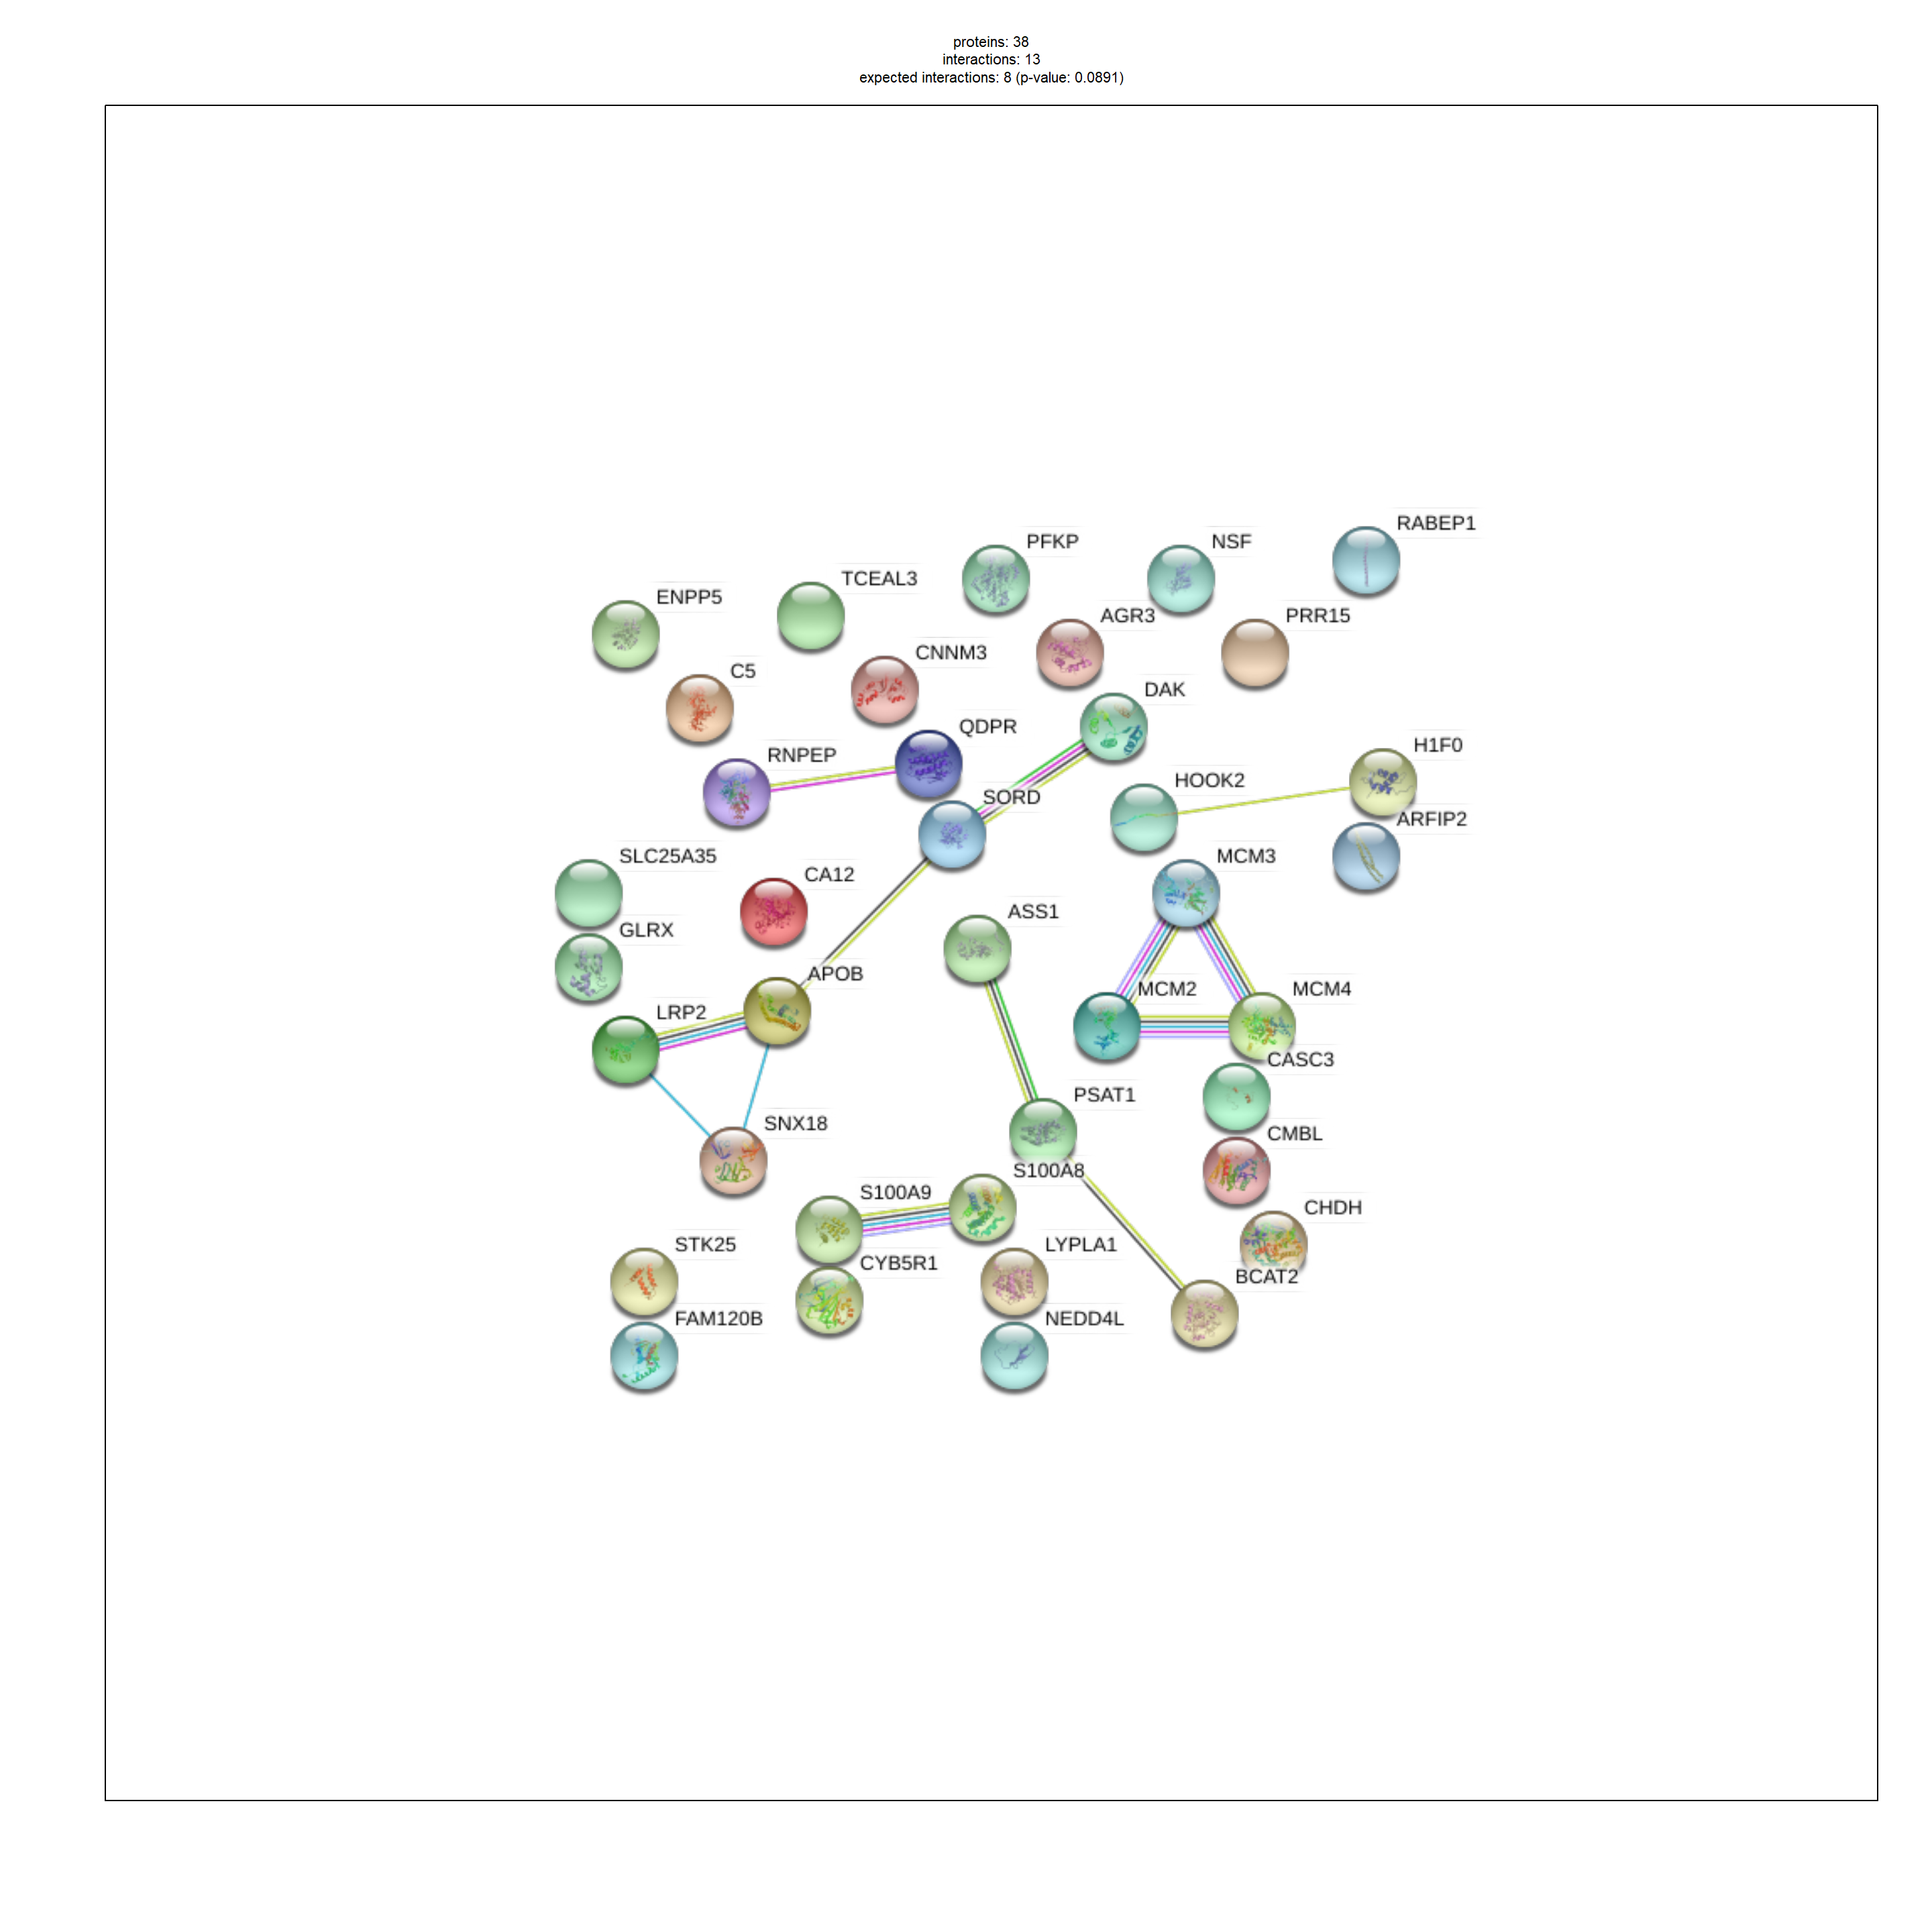 proteins: 38
interactions: 13
expected interactions: 8 (p-value: 0.0891)
RABEP1
PFKP
NSF
TCEAL3
ENPP5
AGR3
PRR15
CNNM3
C5
DAK
QDPR
H1F0
RNPEP
HOOK2
SORD
ARFIP2
SLC25A35
MCM3
CA12
ASS1
GLRX
APOB
MCM2
MCM4
LRP2
CASC3
PSAT1
SNX18
CMBL
S100A8
S100A9
CHDH
STK25
LYPLA1
CYB5R1
BCAT2
FAM120B
NEDD4L